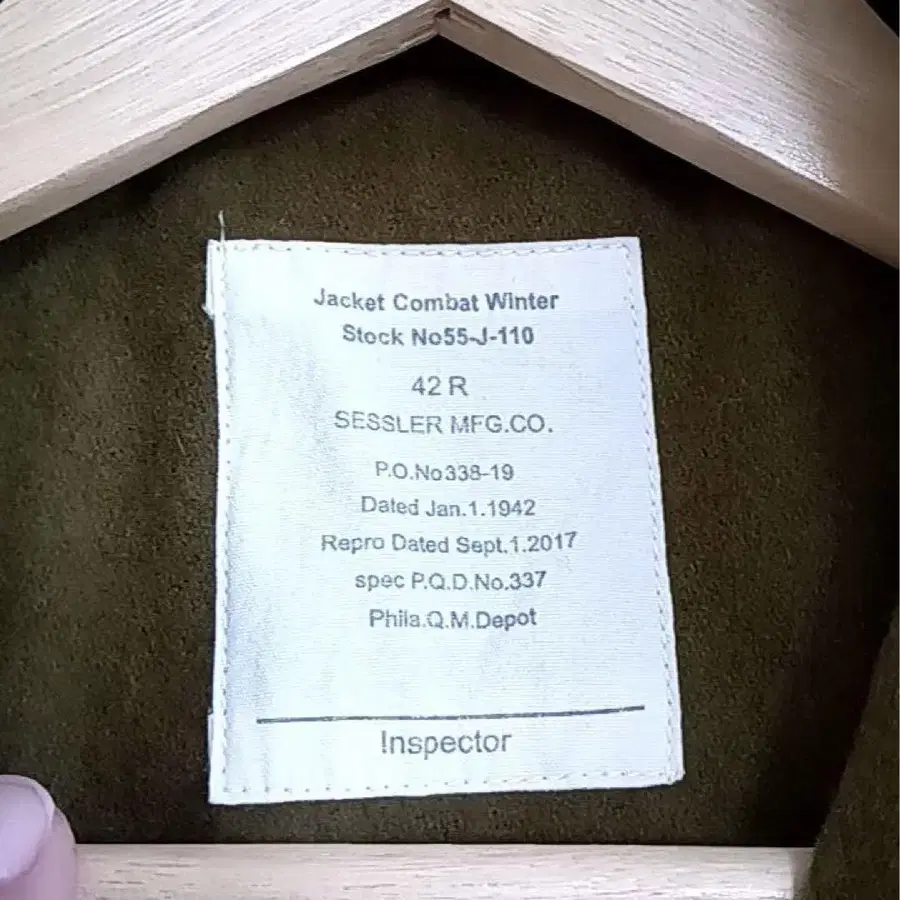 Jacket Combat Winter
Stock No55-J-110
42 R
SESSLER MFG.CO.
P.O.No338-19
Dated Jan.1.1942
Repro Dated Sept.1.2017
spec P.Q.D.No.337
Phila.Q.M.Depot
Inspector